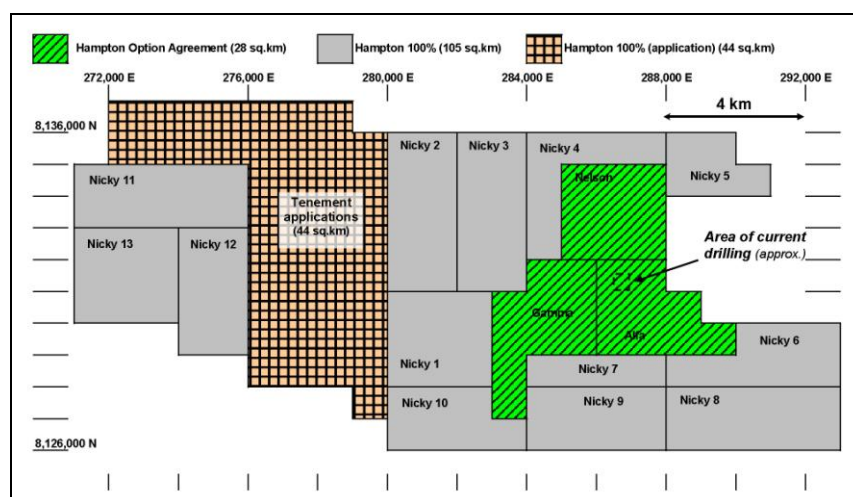 Hampton Option Agreement (28 sq.km)
Hampton 100% (105 sq.km)
Hampton 100% (application) (44 sq.km)
272,000 E
276,000 E
280,000 E
284,000 E
288,000 E
292,000 E
4 km
8,136,000 N
Nicky 2
Nicky 3
Nicky 4
Nicky 11
Nelson
Nicky 5
Tenement
applications
(44 sq.km)
Nicky 13
Nicky 12
Area of current
drilling (approx.)
Gamma
Alfa
Nicky 6
Nicky 1
Nicky 7
Nicky 10
Nicky 9
Nicky 8
8,126,000 N